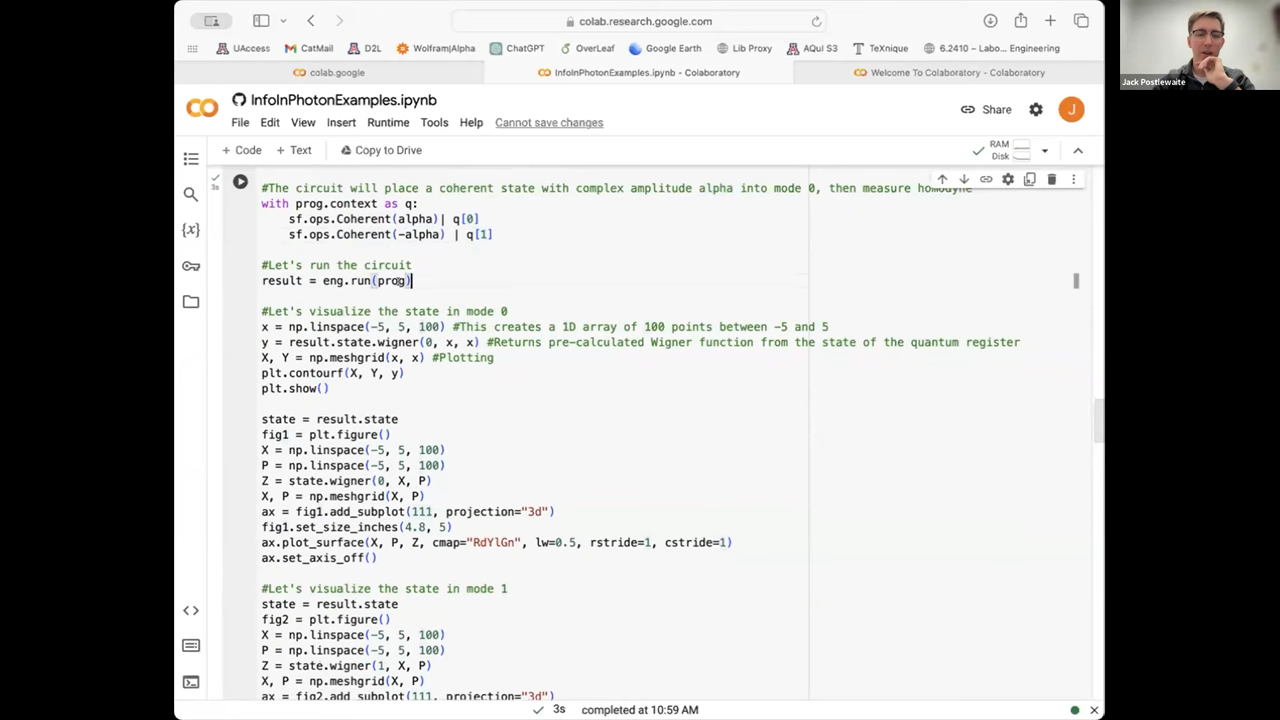 colab.research.google.com
UAccess CatMail D2L Wolfram|Alpha ChatGPT OverLeaf Google Earth Lib Proxy AQuI S3 TeXnique 6.2410 – Labo... Engineering
colab.google InfoInPhotonExamples.ipynb - Colaboratory Welcome To Colaboratory - Colaboratory
Jack Postlewaite
InfoInPhotonExamples.ipynb
Share
J
File Edit View Insert Runtime Tools Help Cannot save changes
+ Code + Text Copy to Drive
RAM
Disk
3s
#The circuit will place a coherent state with complex amplitude alpha into mode 0, then measure homodyne
with prog.context as q:
sf.ops.Coherent(alpha)| q[0]
sf.ops.Coherent(-alpha) | q[1]
#Let's run the circuit
result = eng.run(prog)
#Let's visualize the state in mode 0
x = np.linspace(-5, 5, 100) #This creates a 1D array of 100 points between -5 and 5
y = result.state.wigner(0, x, x) #Returns pre-calculated Wigner function from the state of the quantum register
X, Y = np.meshgrid(x, x) #Plotting
plt.contourf(X, Y, y)
plt.show()
state = result.state
fig1 = plt.figure()
X = np.linspace(-5, 5, 100)
P = np.linspace(-5, 5, 100)
Z = state.wigner(0, X, P)
X, P = np.meshgrid(X, P)
ax = fig1.add_subplot(111, projection="3d")
fig1.set_size_inches(4.8, 5)
ax.plot_surface(X, P, Z, cmap="RdYlGn", lw=0.5, rstride=1, cstride=1)
ax.set_axis_off()
#Let's visualize the state in mode 1
state = result.state
fig2 = plt.figure()
X = np.linspace(-5, 5, 100)
P = np.linspace(-5, 5, 100)
Z = state.wigner(1, X, P)
X, P = np.meshgrid(X, P)
ax = fig2.add_subplot(111, projection="3d")
3s completed at 10:59 AM